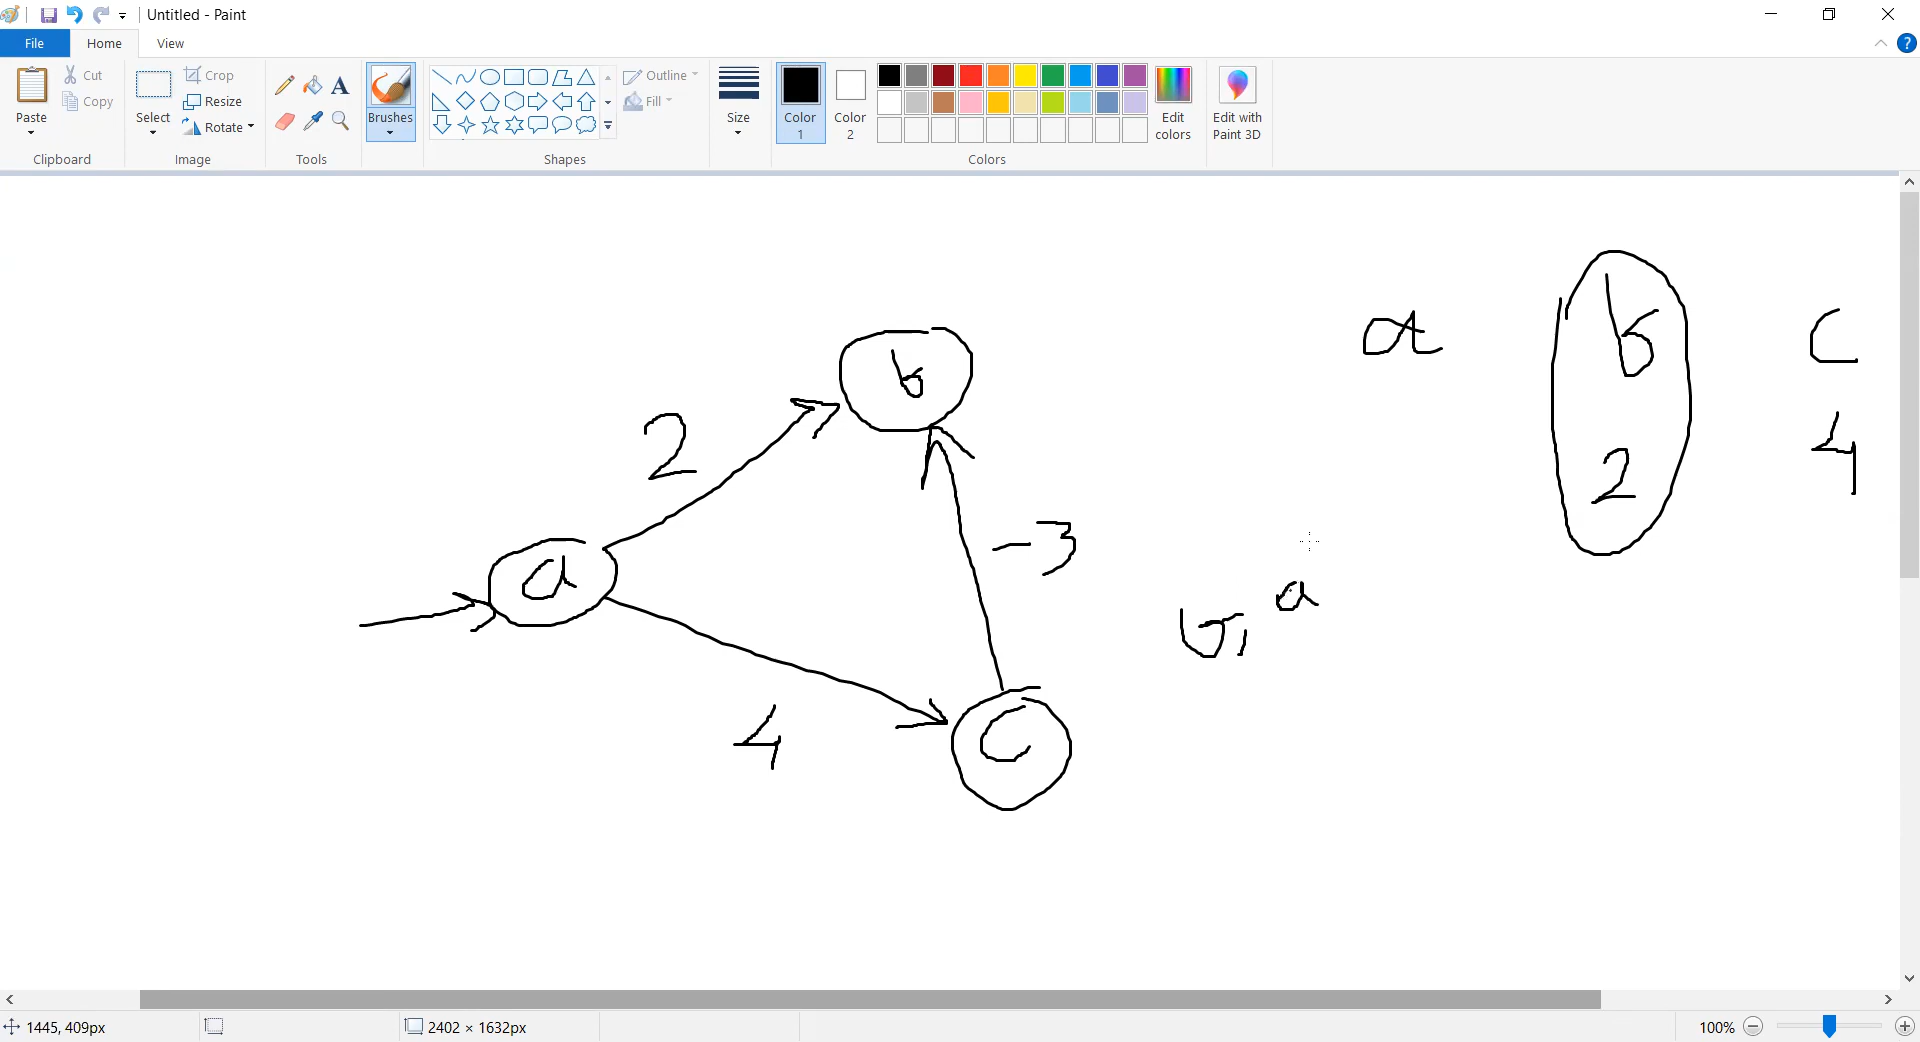 Untitled - Paint
File Home View
Paste
Cut
Copy
Clipboard
Select
Crop
Resize
Rotate
Image
Tools
Brushes
Outline
Fill
Shapes
Size
Color 1
Color 2
Edit colors
Edit with Paint 3D
Colors
a b c
2 4
b
2
a
-3
b, a
4
c
1445, 409px
2402 × 1632px
100%